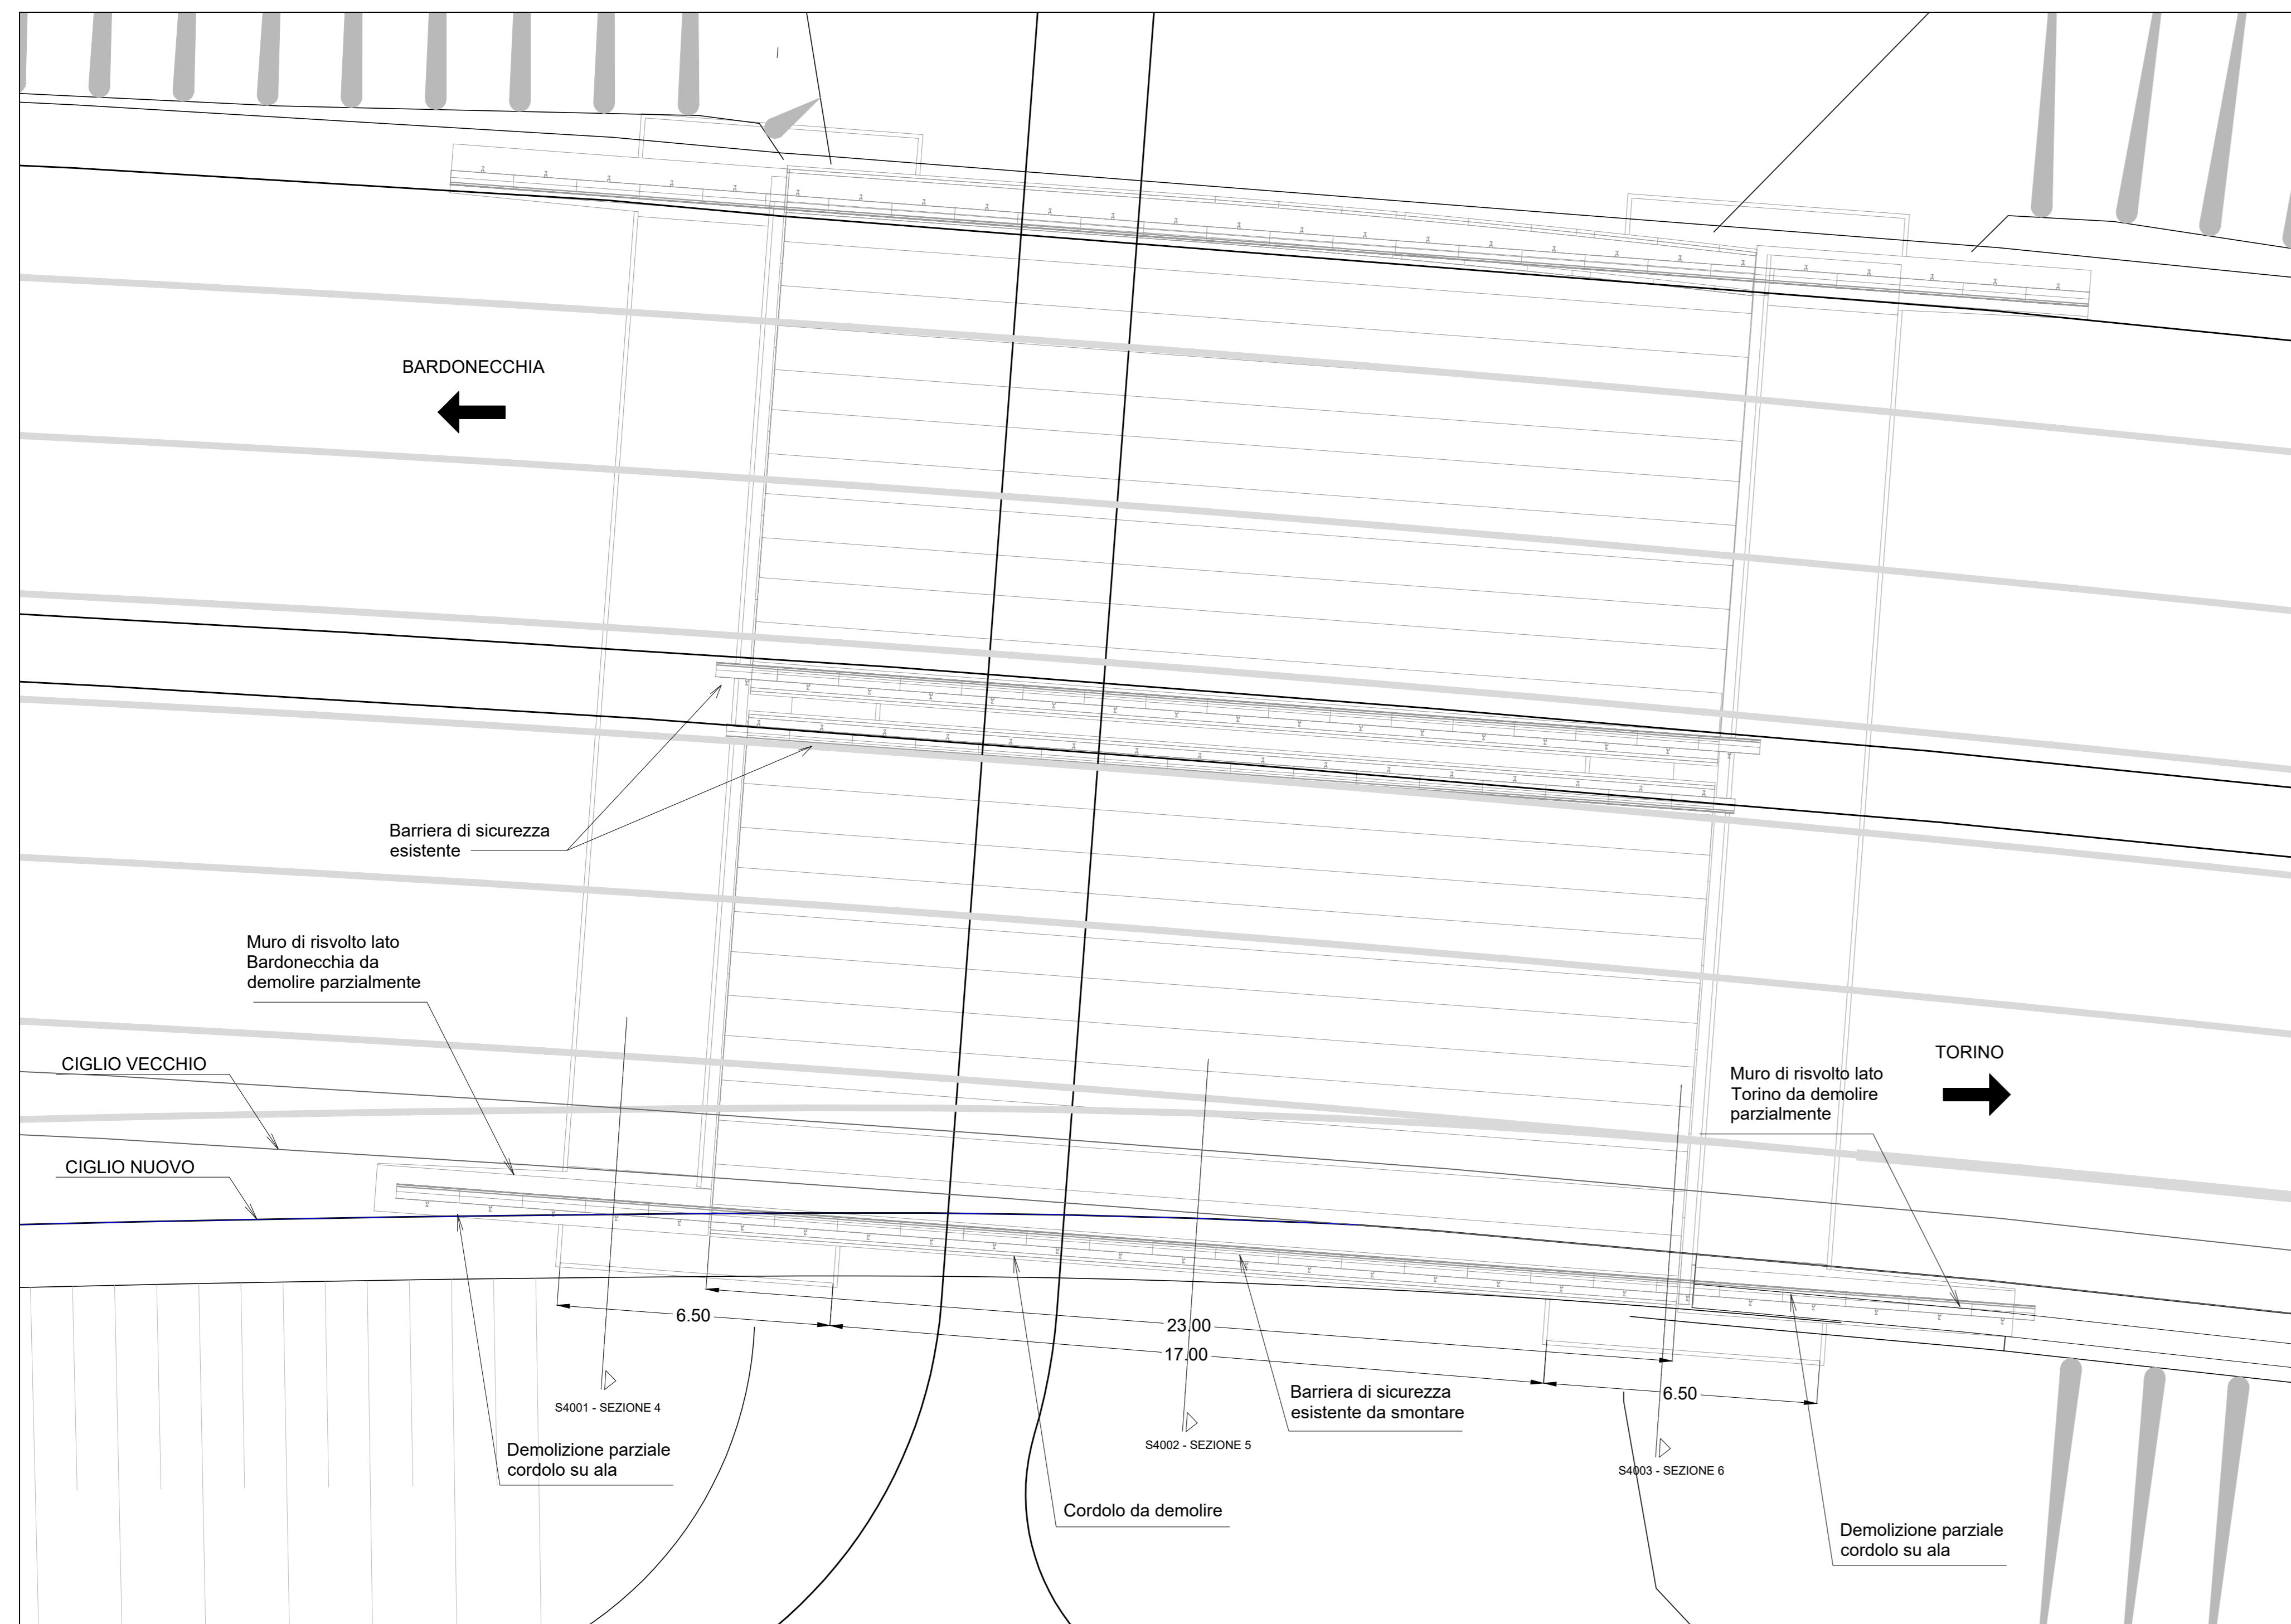 BARDONECCHIA
Barriera di sicurezza
esistente
Muro di risvolto lato
Bardonecchia da
demolire parzialmente
CIGLIO VECCHIO
CIGLIO NUOVO
TORINO
Muro di risvolto lato
Torino da demolire
parzialmente
6.50
23.00
17.00
6.50
S4001 - SEZIONE 4
Demolizione parziale
cordolo su ala
S4002 - SEZIONE 5
Barriera di sicurezza
esistente da smontare
S4003 - SEZIONE 6
Cordolo da demolire
Demolizione parziale
cordolo su ala